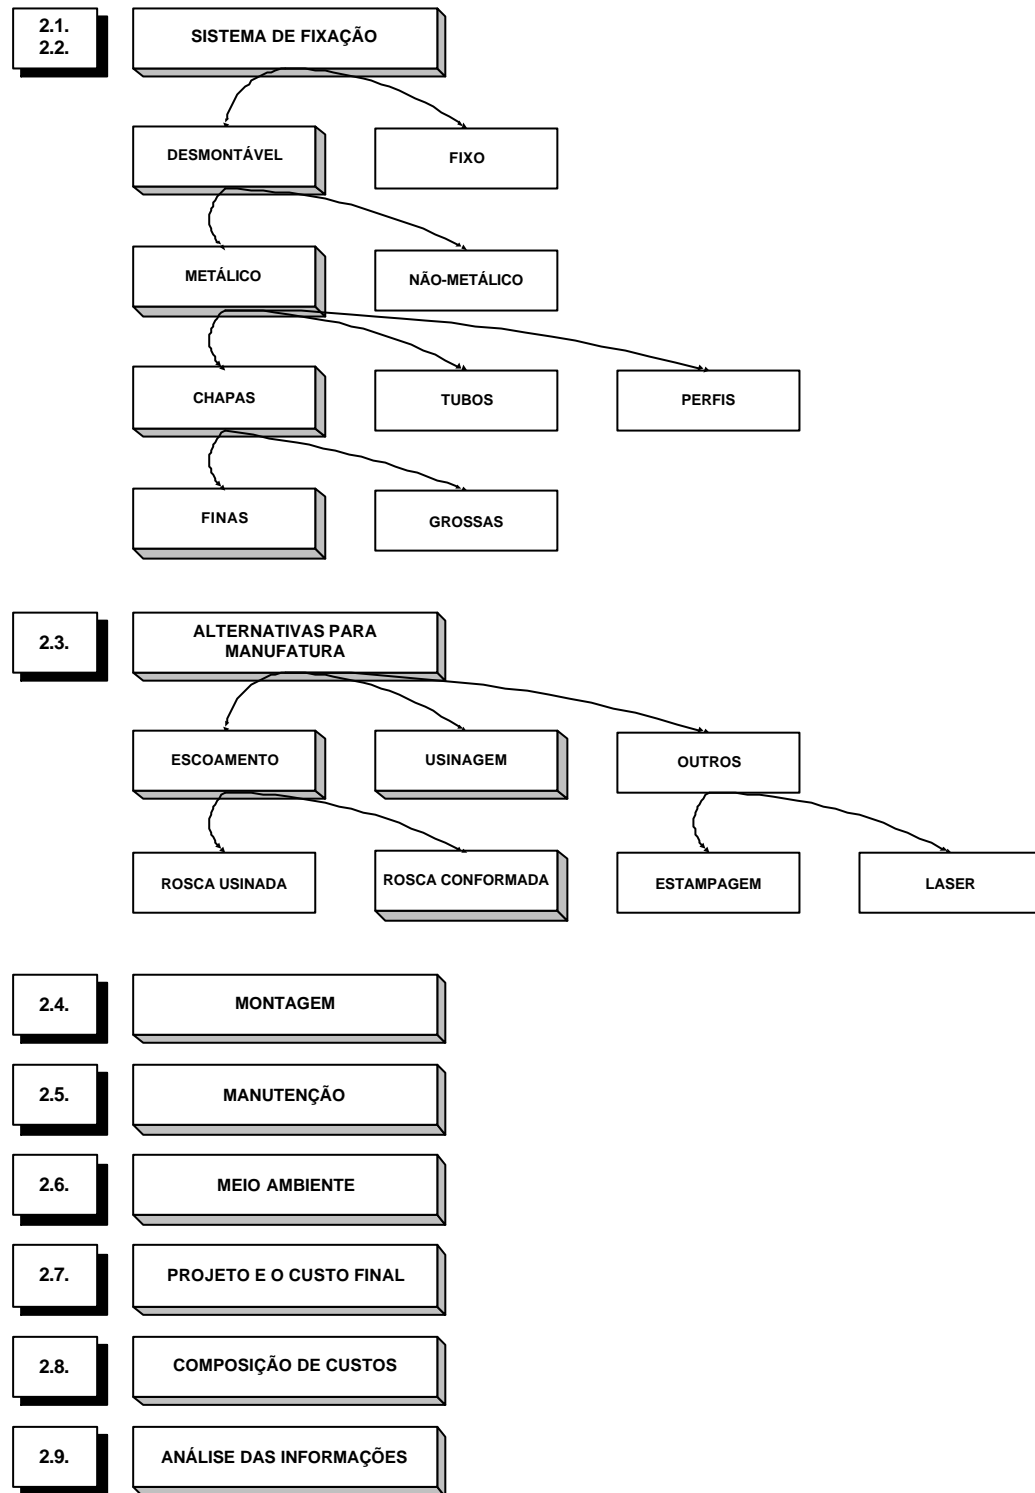 2.1.
2.2.
SISTEMA DE FIXAÇÃO
DESMONTÁVEL
FIXO
METÁLICO
NÃO-METÁLICO
CHAPAS
TUBOS
PERFIS
FINAS
GROSSAS
2.3.
ALTERNATIVAS PARA
MANUFATURA
ESCOAMENTO
USINAGEM
OUTROS
ROSCA USINADA
ROSCA CONFORMADA
ESTAMPAGEM
LASER
2.4.
MONTAGEM
2.5.
MANUTENÇÃO
2.6.
MEIO AMBIENTE
2.7.
PROJETO E O CUSTO FINAL
2.8.
COMPOSIÇÃO DE CUSTOS
2.9.
ANÁLISE DAS INFORMAÇÕES